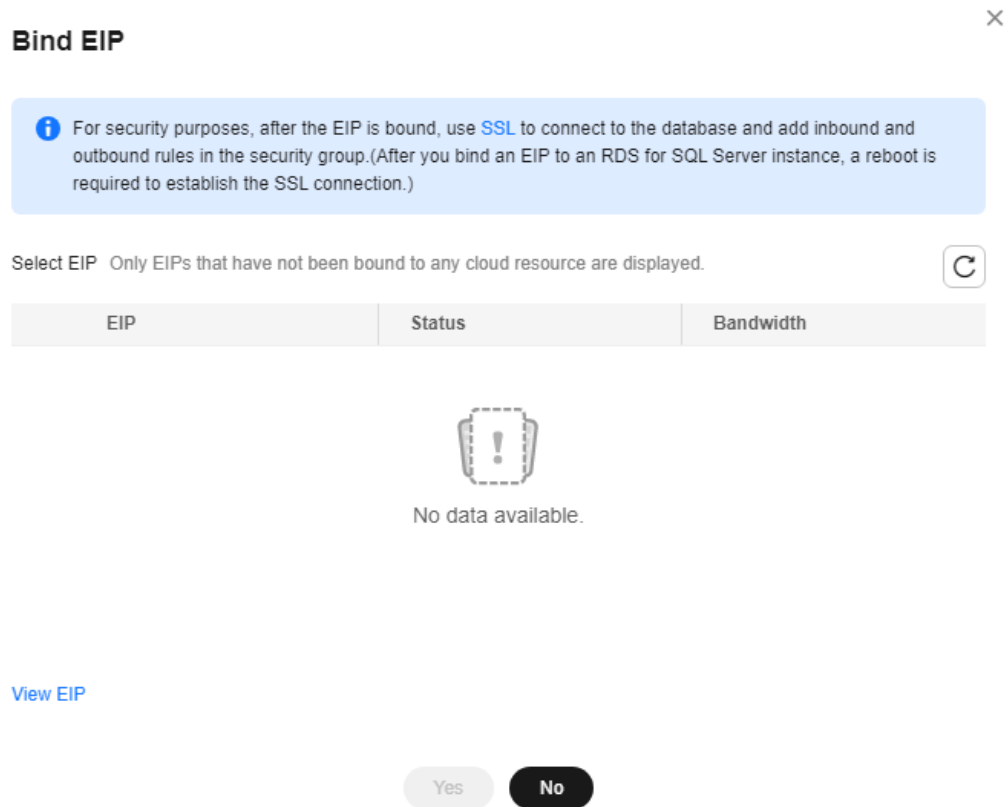 Bind EIP
For security purposes, after the EIP is bound, use SSL to connect to the database and add inbound and
outbound rules in the security group.(After you bind an EIP to an RDS for SQL Server instance, a reboot is
required to establish the SSL connection.)
Select EIP Only EIPs that have not been bound to any cloud resource are displayed.
EIP Status Bandwidth
No data available.
View EIP
Yes No